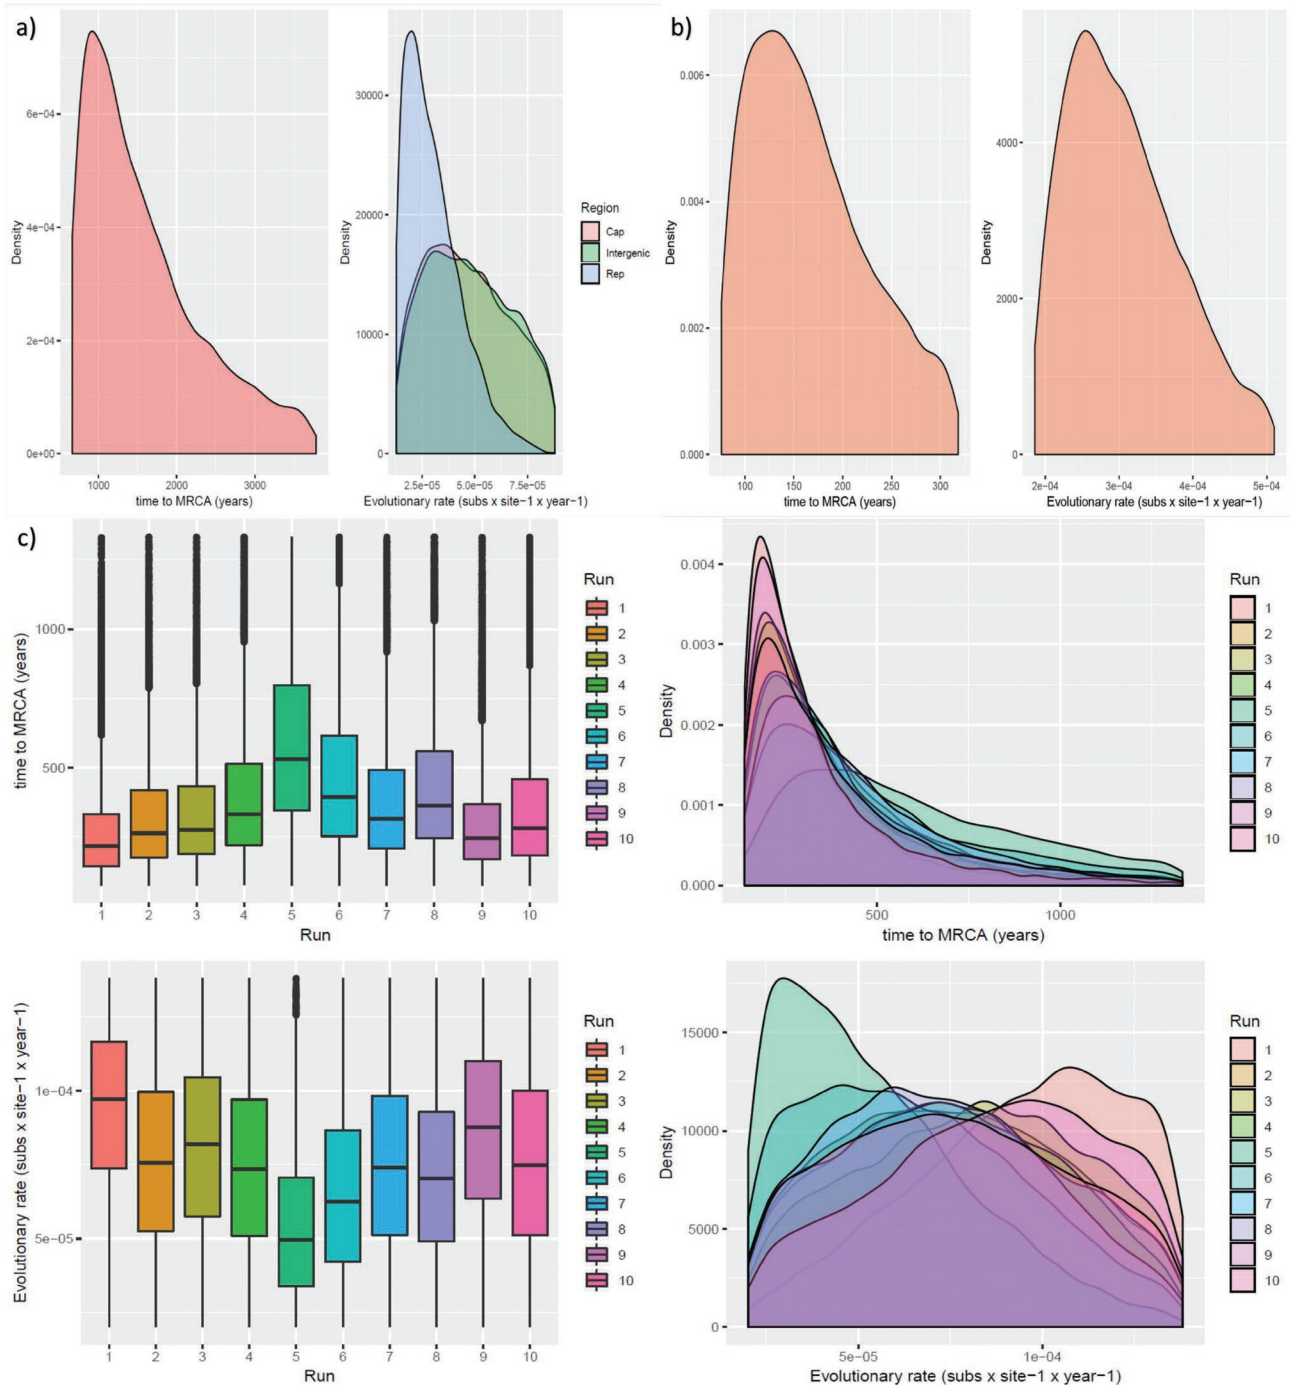 a)
6e−04
4e−04
2e−04
0e+00
Density
1000 2000 3000
time to MRCA (years)
30000
20000
10000
0
Density
2.5e−05 5.0e−05 7.5e−05
Evolutionary rate (subs x site−1 x year−1)
Region
Cap
Intergenic
Rep
b)
0.006
0.004
0.002
0.000
Density
100 150 200 250 300
time to MRCA (years)
4000
2000
0
Density
2e−04 3e−04 4e−04 5e−04
Evolutionary rate (subs x site−1 x year−1)
c)
1000
500
time to MRCA (years)
1 2 3 4 5 6 7 8 9 10
Run
Run
1
2
3
4
5
6
7
8
9
10
0.004
0.003
0.002
0.001
0.000
Density
500 1000
time to MRCA (years)
Run
1
2
3
4
5
6
7
8
9
10
1e−04
5e−05
Evolutionary rate (subs x site−1 x year−1)
1 2 3 4 5 6 7 8 9 10
Run
Run
1
2
3
4
5
6
7
8
9
10
15000
10000
5000
0
Density
5e−05 1e−04
Evolutionary rate (subs x site−1 x year−1)
Run
1
2
3
4
5
6
7
8
9
10